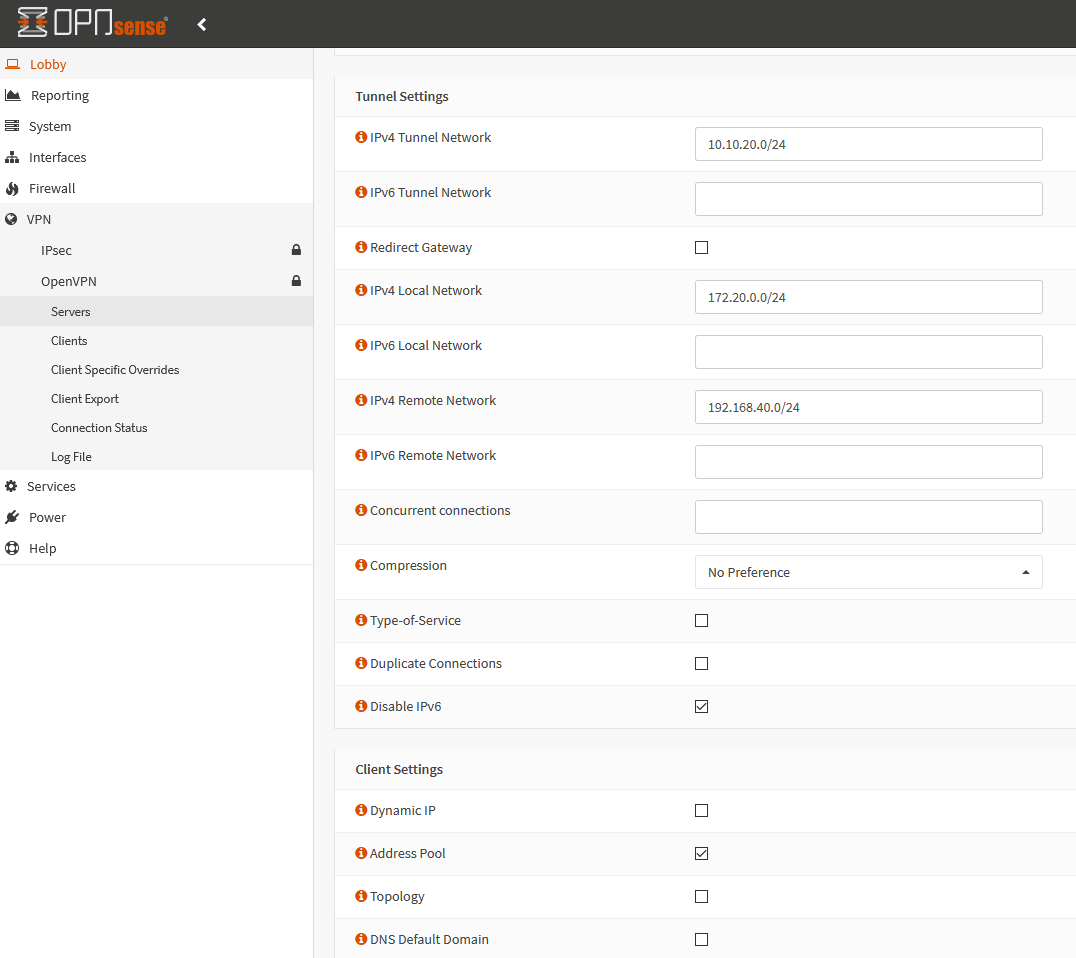 OPNsense®
Lobby
Reporting
System
Interfaces
Firewall
VPN
IPsec
OpenVPN
Servers
Clients
Client Specific Overrides
Client Export
Connection Status
Log File
Services
Power
Help
Tunnel Settings
IPv4 Tunnel Network
10.10.20.0/24
IPv6 Tunnel Network
Redirect Gateway
IPv4 Local Network
172.20.0.0/24
IPv6 Local Network
IPv4 Remote Network
192.168.40.0/24
IPv6 Remote Network
Concurrent connections
Compression
No Preference
Type-of-Service
Duplicate Connections
Disable IPv6
Client Settings
Dynamic IP
Address Pool
Topology
DNS Default Domain